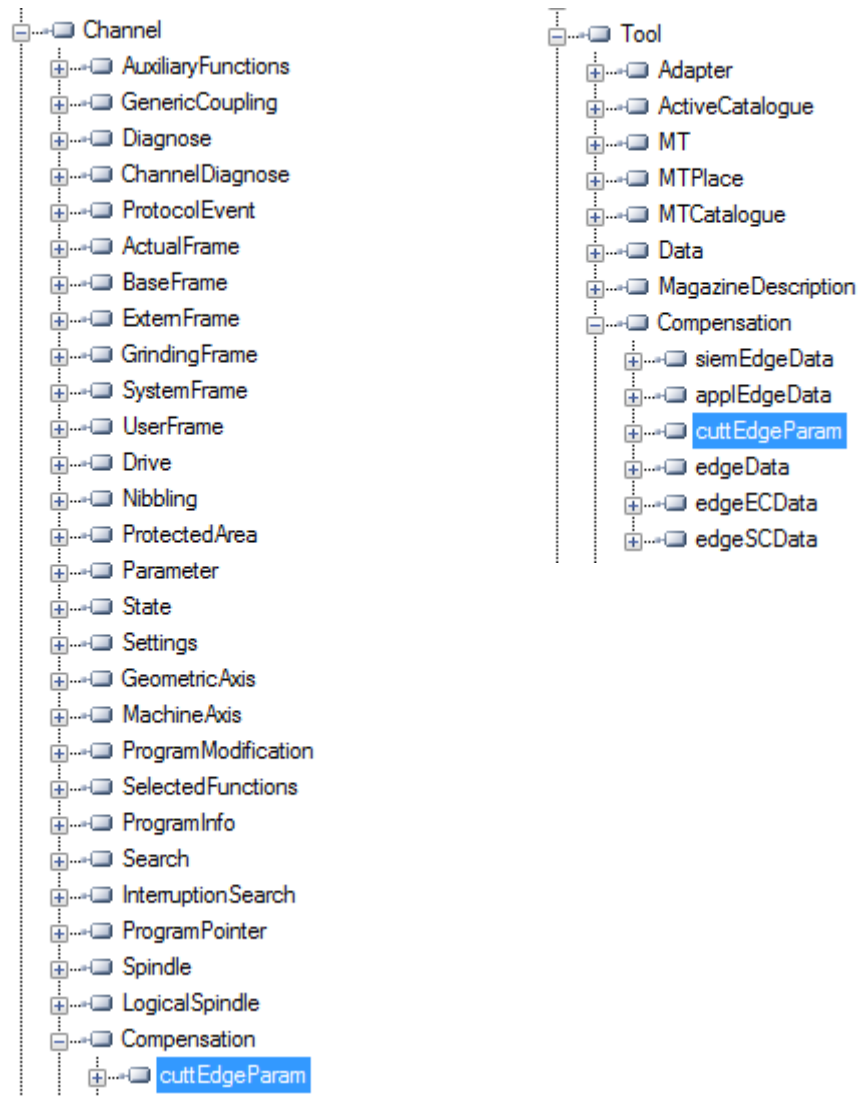 Channel
AuxiliaryFunctions
GenericCoupling
Diagnose
ChannelDiagnose
ProtocolEvent
ActualFrame
BaseFrame
ExternFrame
GrindingFrame
SystemFrame
UserFrame
Drive
Nibbling
ProtectedArea
Parameter
State
Settings
GeometricAxis
MachineAxis
ProgramModification
SelectedFunctions
ProgramInfo
Search
InterruptionSearch
ProgramPointer
Spindle
LogicalSpindle
Compensation
cuttEdgeParam
Tool
Adapter
ActiveCatalogue
MT
MTPlace
MTCatalogue
Data
MagazineDescription
Compensation
siemEdgeData
applEdgeData
cuttEdgeParam
edgeData
edgeECData
edgeSCData